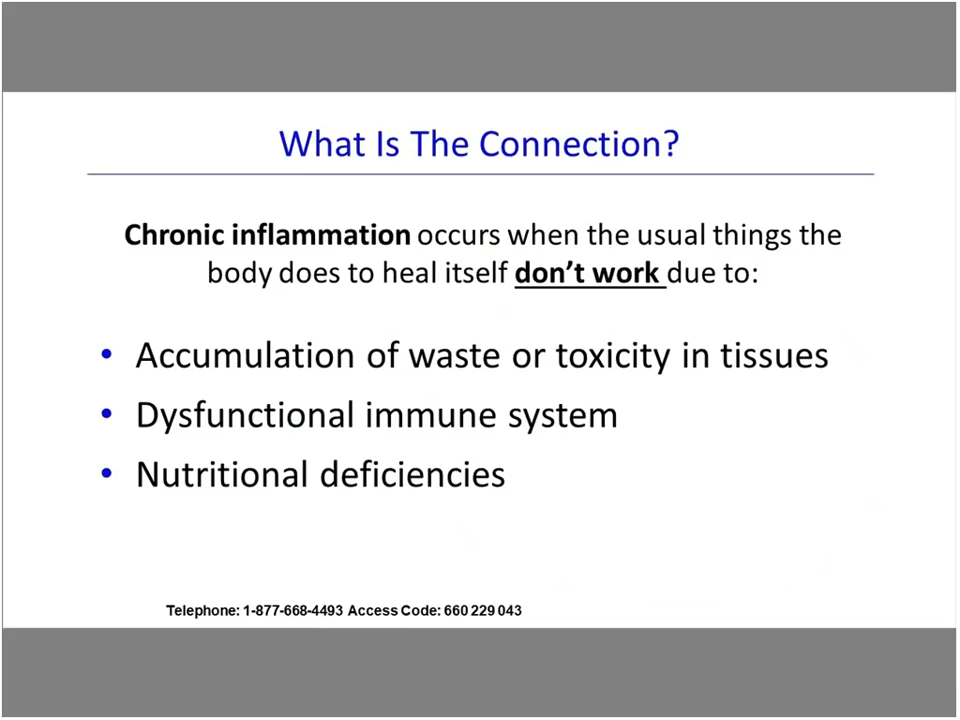 What Is The Connection?
Chronic inflammation occurs when the usual things the
body does to heal itself don’t work due to:
• Accumulation of waste or toxicity in tissues
• Dysfunctional immune system
• Nutritional deficiencies
Telephone: 1-877-668-4493 Access Code: 660 229 043